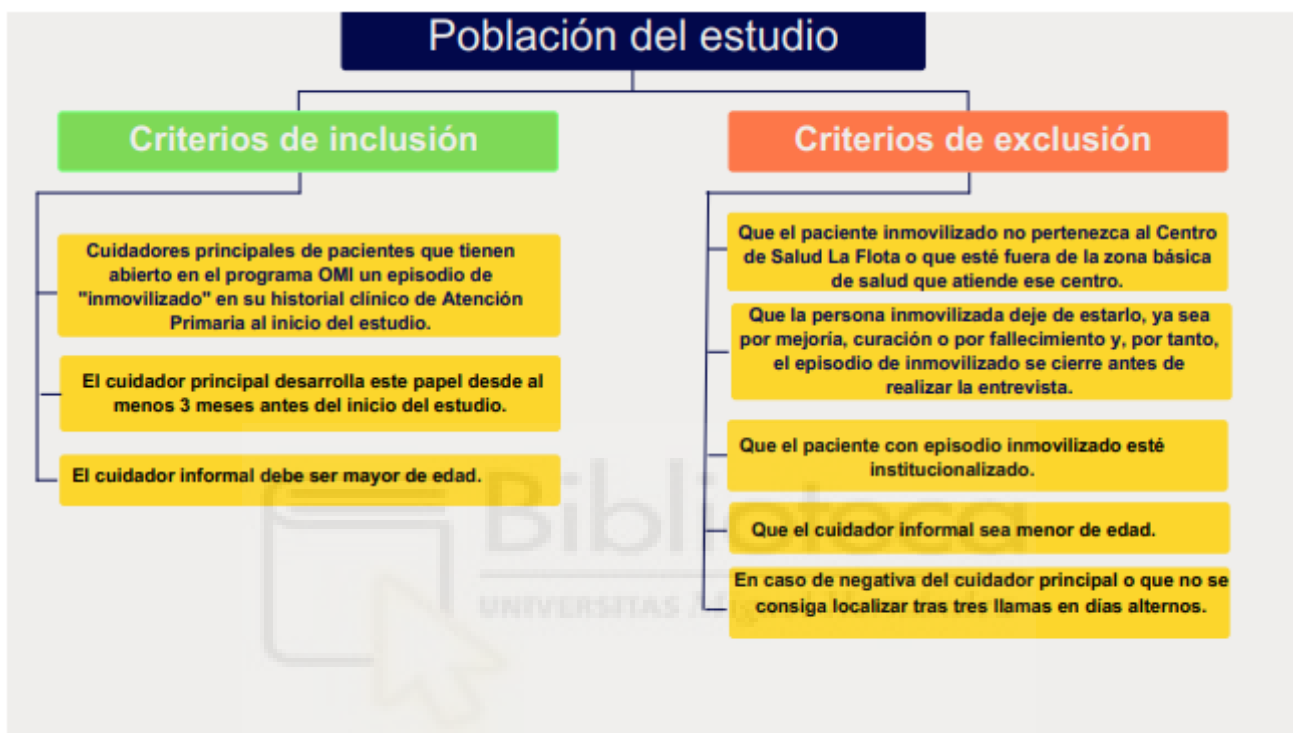 Población del estudio
Criterios de inclusión
Cuidadores principales de pacientes que tienen
abierto en el programa OMI un episodio de
"inmovilizado" en su historial clínico de Atención
Primaria al inicio del estudio.
El cuidador principal desarrolla este papel desde al
menos 3 meses antes del inicio del estudio.
El cuidador informal debe ser mayor de edad.
Criterios de exclusión
Que el paciente inmovilizado no pertenezca al Centro
de Salud La Flota o que esté fuera de la zona básica
de salud que atiende ese centro.
Que la persona inmovilizada deje de estarlo, ya sea
por mejoría, curación o por fallecimiento y, por tanto,
el episodio de inmovilizado se cierre antes de
realizar la entrevista.
Que el paciente con episodio inmovilizado esté
institucionalizado.
Que el cuidador informal sea menor de edad.
En caso de negativa del cuidador principal o que no se
consiga localizar tras tres llamas en días alternos.
Biblioteca
UNIVERSITAS Miguel Hernández